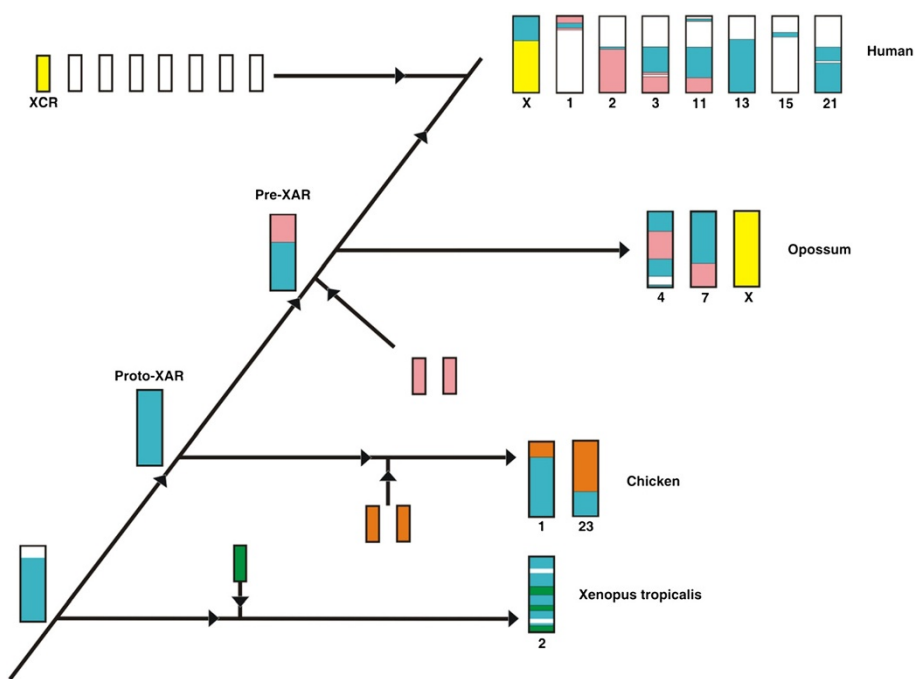 Human
XCR
X 1 2 3 11 13 15 21
Pre-XAR
Opossum
4 7 X
Proto-XAR
Chicken
1 23
Xenopus tropicalis
2